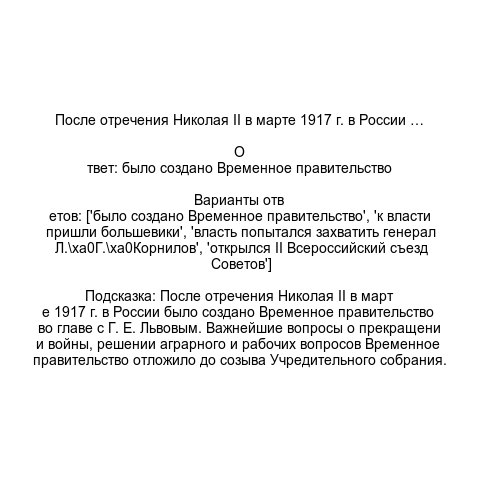 После отречения Николая II в марте 1917 г. в России …
О
твет: было создано Временное правительство
Варианты отв
етов: ['было создано Временное правительство', 'к власти
пришли большевики', 'власть попытался захватить генерал
Л.\xa0Г.\xa0Корнилов', 'открылся II Всероссийский съезд
Советов']
Подсказка: После отречения Николая II в март
е 1917 г. в России было создано Временное правительство
во главе с Г. Е. Львовым. Важнейшие вопросы о прекращени
и войны, решении аграрного и рабочих вопросов Временное
правительство отложило до созыва Учредительного собрания.